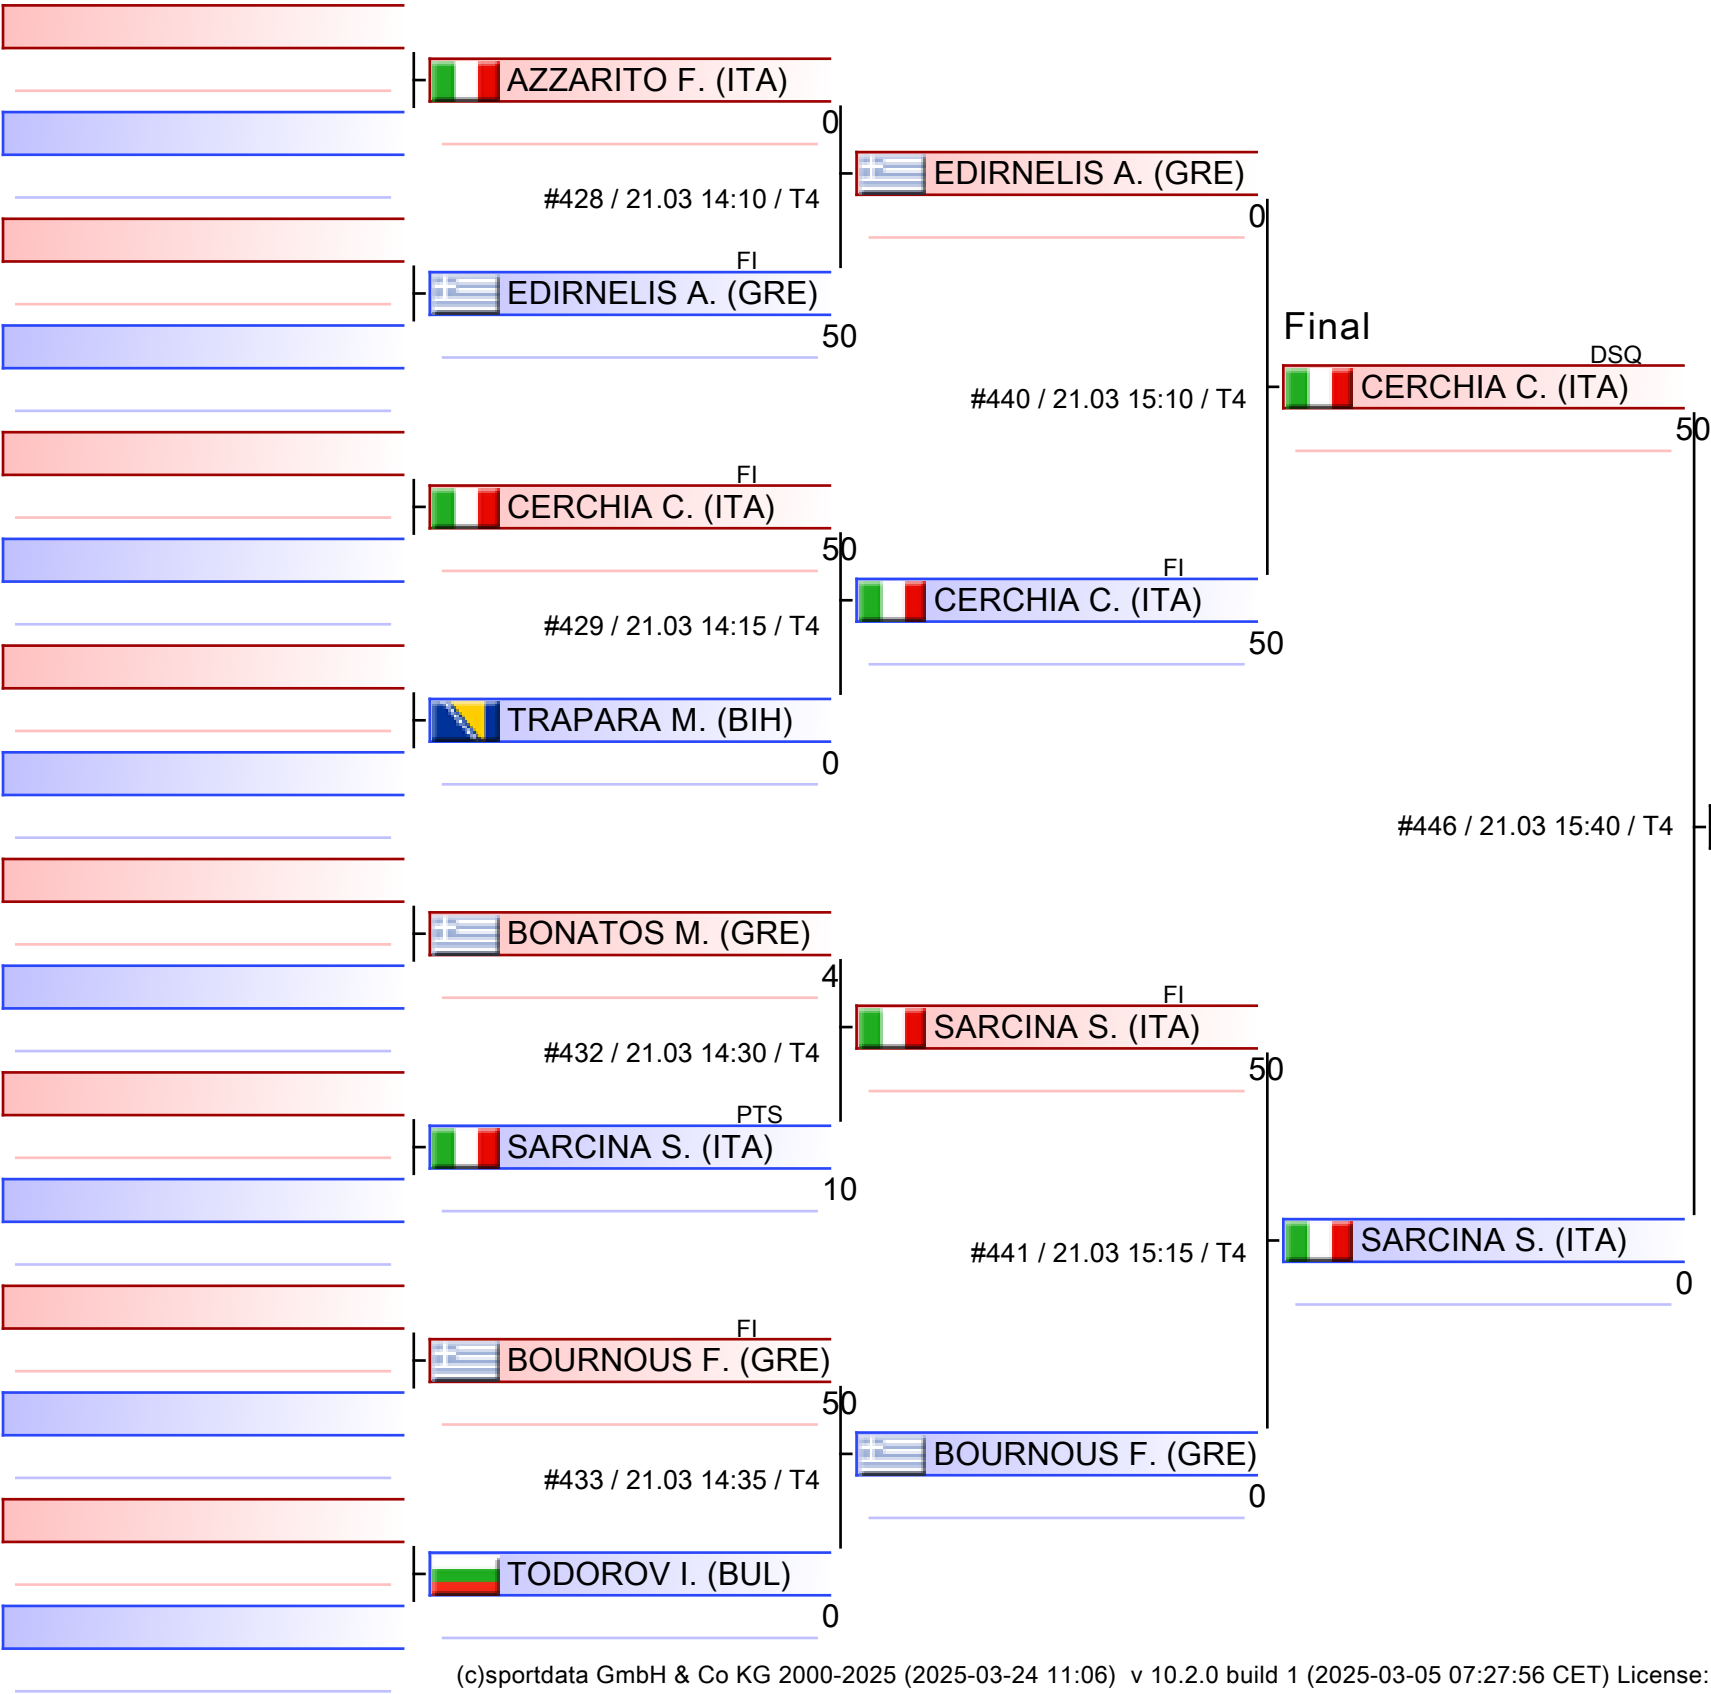 AZZARITO F. (ITA)
0
#428 / 21.03 14:10 / T4
FI
EDIRNELIS A. (GRE)
50
FI
CERCHIA C. (ITA)
50
#429 / 21.03 14:15 / T4
TRAPARA M. (BIH)
0
BONATOS M. (GRE)
4
#432 / 21.03 14:30 / T4
PTS
SARCINA S. (ITA)
10
FI
BOURNOUS F. (GRE)
50
#433 / 21.03 14:35 / T4
TODOROV I. (BUL)
0
EDIRNELIS A. (GRE)
0
#440 / 21.03 15:10 / T4
FI
CERCHIA C. (ITA)
50
FI
SARCINA S. (ITA)
50
#441 / 21.03 15:15 / T4
BOURNOUS F. (GRE)
0
Final
DSQ
CERCHIA C. (ITA)
50
#446 / 21.03 15:40 / T4
SARCINA S. (ITA)
0
(c)sportdata GmbH & Co KG 2000-2025 (2025-03-24 11:06) v 10.2.0 build 1 (2025-03-05 07:27:56 CET) License: